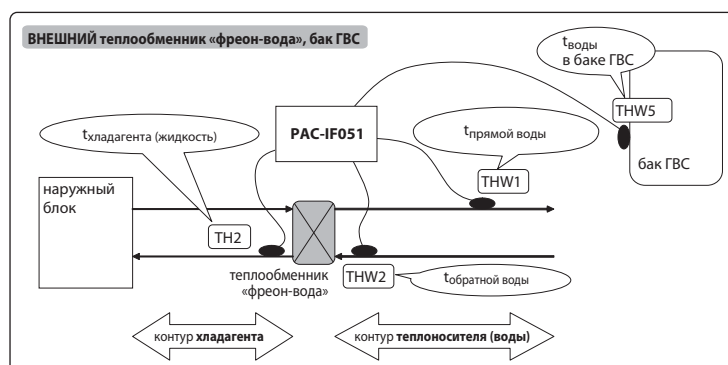 ВНЕШНИЙ теплообменник «фреон-вода», бак ГВС
tводы
в баке ГВС
THW5
бак ГВС
PAC-IF051
tхладагента (жидкость)
tпрямой воды
THW1
наружный
блок
TH2
теплообменник
«фреон-вода»
THW2
tобратной воды
контур хладагента
контур теплоносителя (воды)